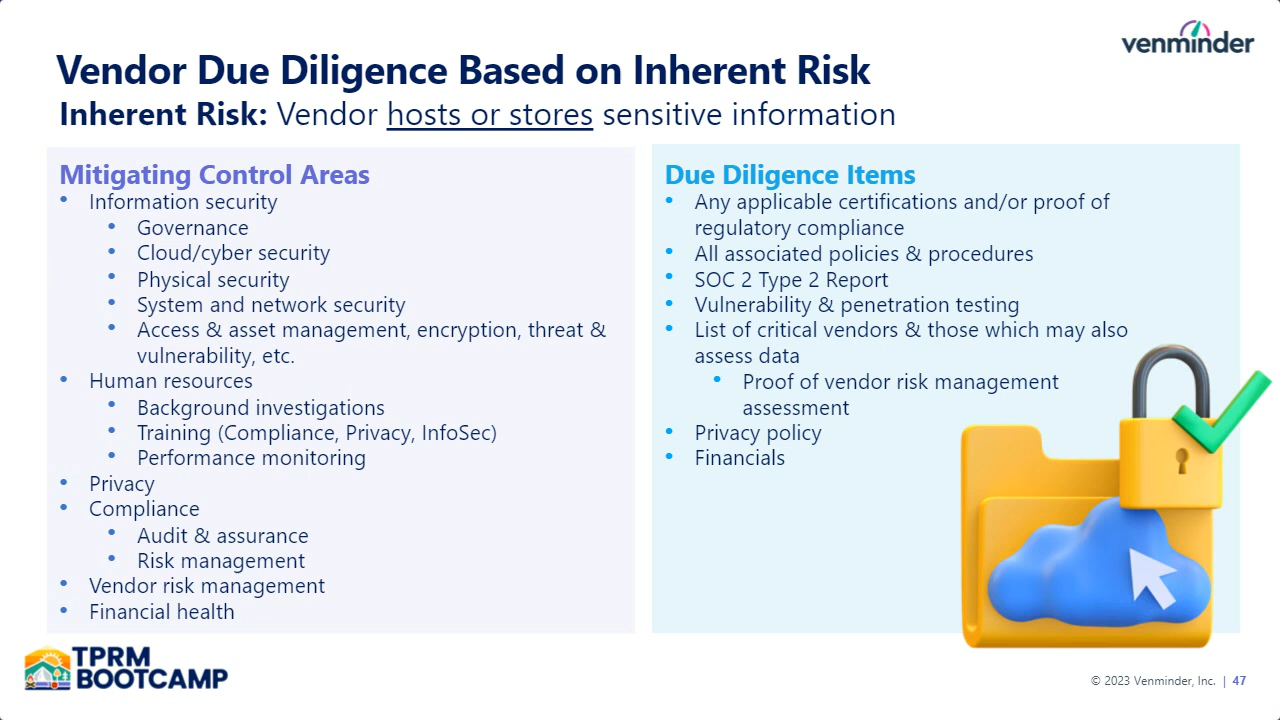 venminder
Vendor Due Diligence Based on Inherent Risk
Inherent Risk: Vendor hosts or stores sensitive information
Mitigating Control Areas
• Information security
• Governance
• Cloud/cyber security
• Physical security
• System and network security
• Access & asset management, encryption, threat &
vulnerability, etc.
• Human resources
• Background investigations
• Training (Compliance, Privacy, InfoSec)
• Performance monitoring
• Privacy
• Compliance
• Audit & assurance
• Risk management
• Vendor risk management
• Financial health
Due Diligence Items
• Any applicable certifications and/or proof of
regulatory compliance
• All associated policies & procedures
• SOC 2 Type 2 Report
• Vulnerability & penetration testing
• List of critical vendors & those which may also
assess data
• Proof of vendor risk management
assessment
• Privacy policy
• Financials
TPRM
BOOTCAMP
© 2023 Venminder, Inc. | 47